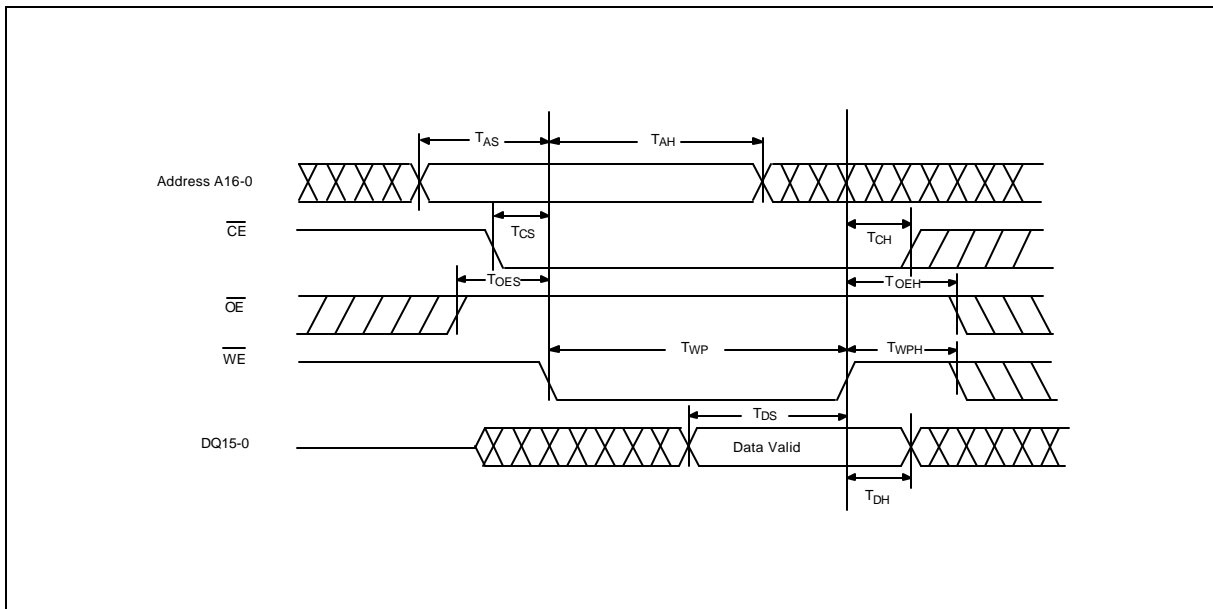 TAS
TAH
Address A16-0
CE
TCS
TCH
TOES
TOEH
OE
TWP
TWPH
WE
TDS
DQ15-0
Data Valid
TDH